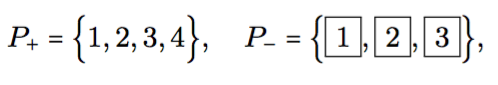 P₊ = {1, 2, 3, 4}, P₋ = {1, 2, 3},